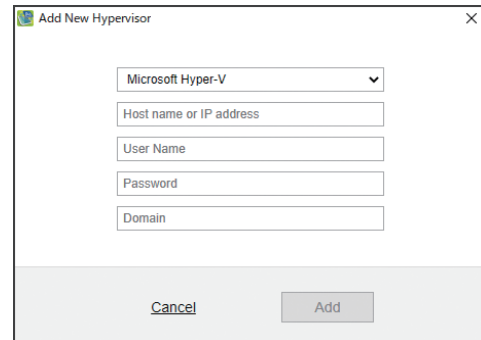 Add New Hypervisor
Microsoft Hyper-V
Host name or IP address
User Name
Password
Domain
Cancel
Add